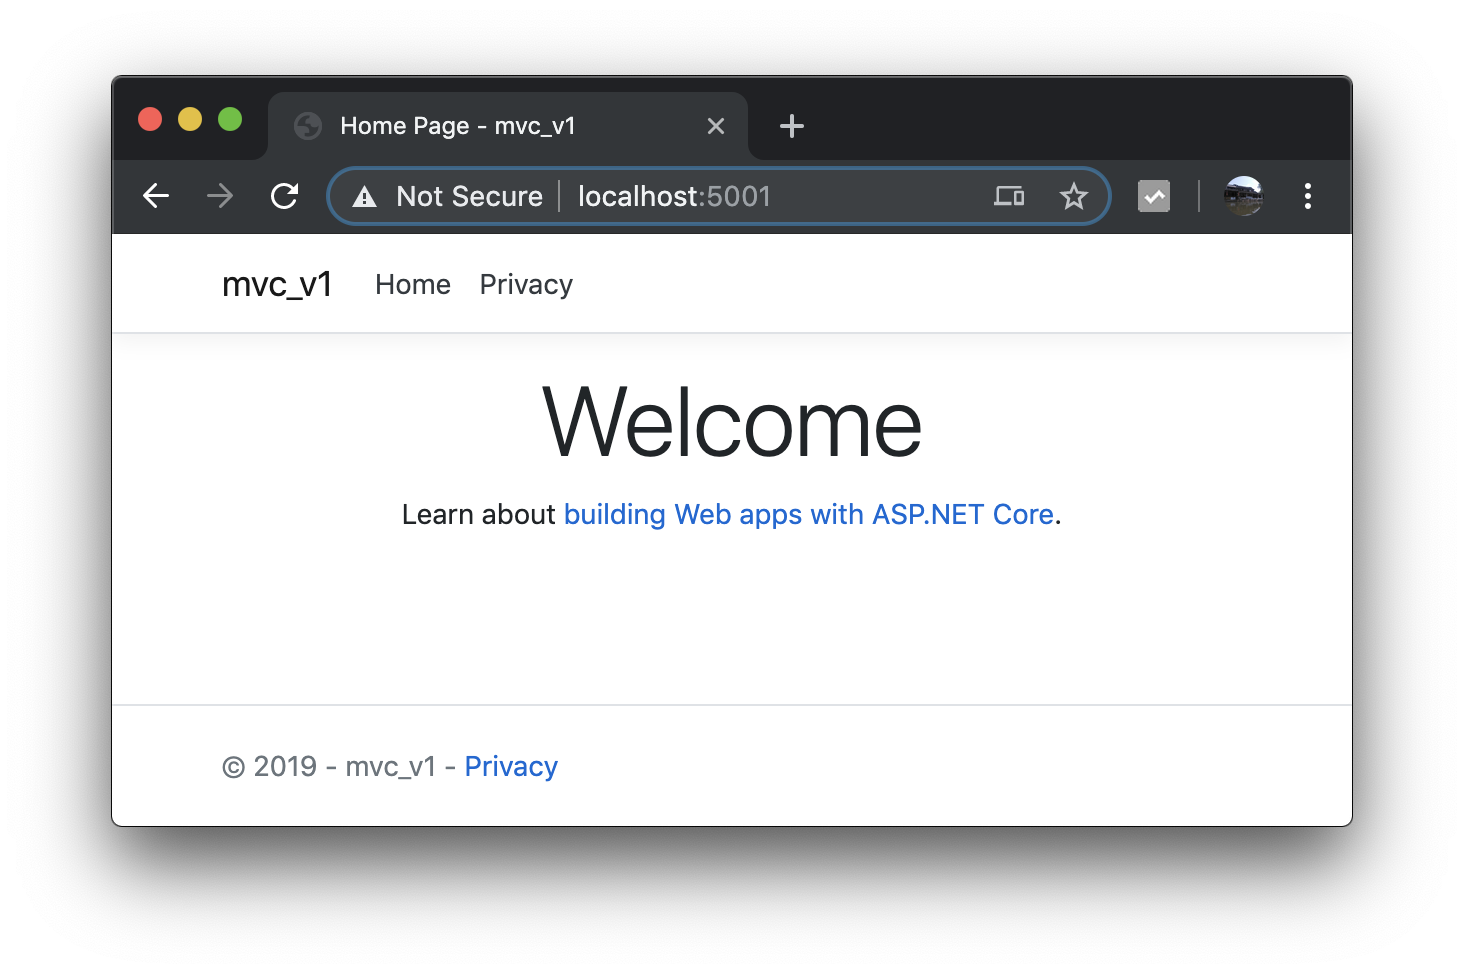 Home Page - mvc_v1
Not Secure localhost:5001
mvc_v1 Home Privacy
Welcome
Learn about building Web apps with ASP.NET Core.
© 2019 - mvc_v1 - Privacy